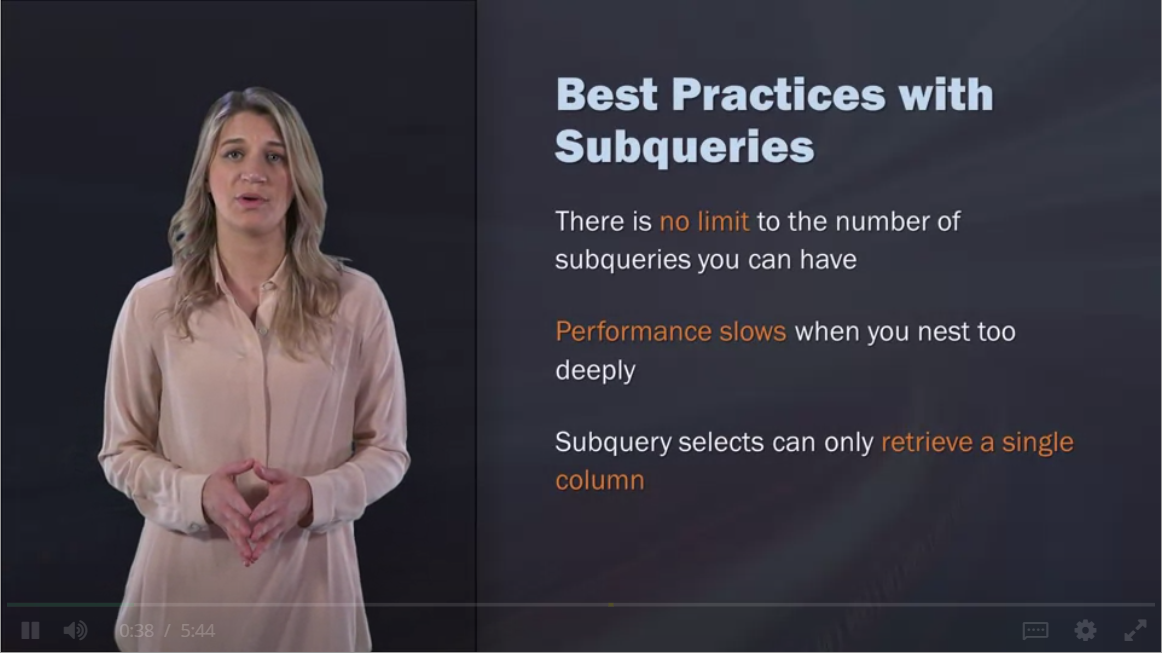 Best Practices with
Subqueries
There is no limit to the number of
subqueries you can have
Performance slows when you nest too
deeply
Subquery selects can only retrieve a single
column
0:38 / 5:44